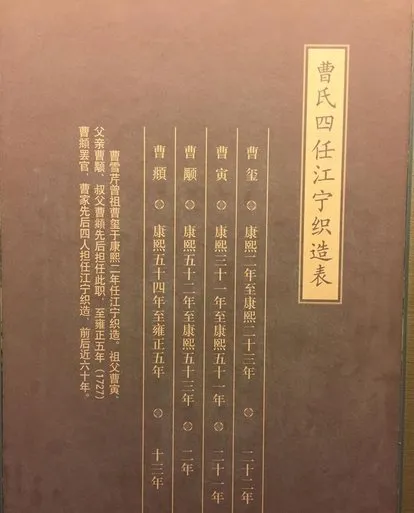 曹氏四任江宁织造表
曹玺 康熙二年至康熙二十三年 二十二年
曹寅 康熙三十一年至康熙五十一年 二十一年
曹颙 康熙五十二年至康熙五十三年 二年
曹頫 康熙五十四年至雍正五年 十三年
曹雪芹曾祖曹玺于康熙二年任江宁织造。祖父曹寅、
父亲曹颙、叔父曹頫先后担任此职，至雍正五年（1727）
曹頫罢官，曹家先后四人担任江宁织造，前后近六十年。